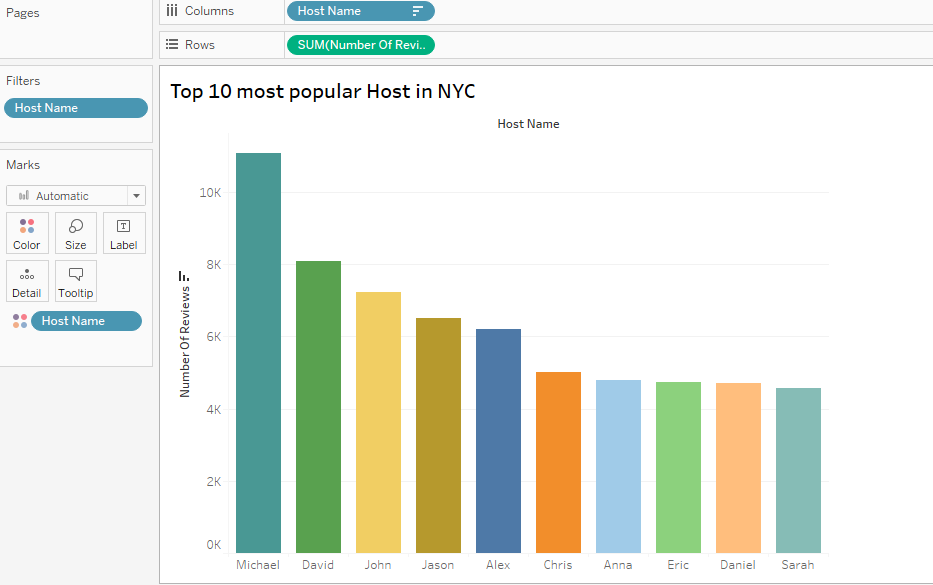 Pages
Columns
Host Name
Rows
SUM(Number Of Revi..
Filters
Host Name
Marks
Automatic
Color
Size
Label
Detail
Tooltip
Host Name
Top 10 most popular Host in NYC
Host Name
Number Of Reviews
10K
8K
6K
4K
2K
0K
Michael David John Jason Alex Chris Anna Eric Daniel Sarah